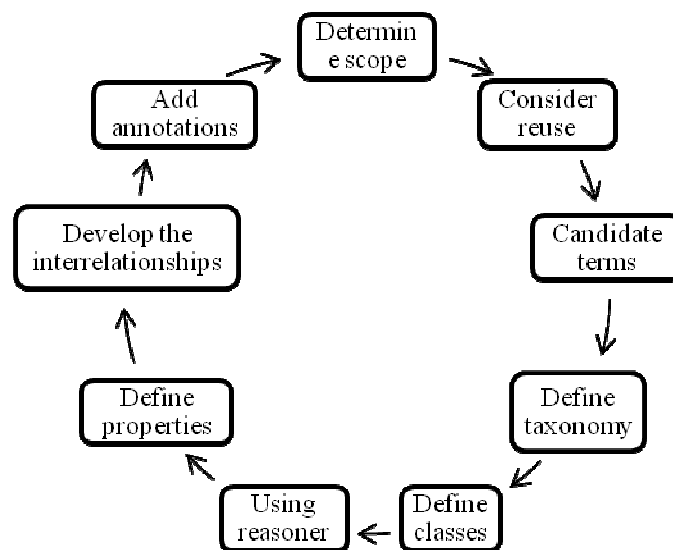 Determin
e scope
Consider
reuse
Candidate
terms
Define
taxonomy
Define
classes
Using
reasoner
Define
properties
Develop the
interrelationships
Add
annotations